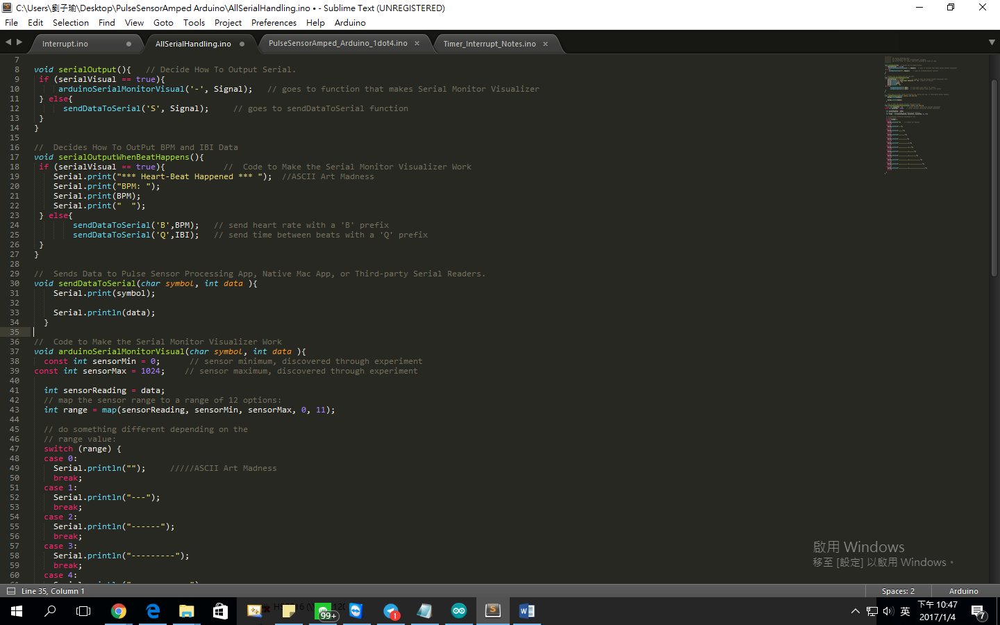 C:\Users\劉子瑜\Desktop\PulseSensorAmped Arduino\AllSerialHandling.ino • - Sublime Text (UNREGISTERED)
File Edit Selection Find View Goto Tools Project Preferences Help Arduino
Interrupt.ino AllSerialHandling.ino PulseSensorAmped_Arduino_1dot4.ino Timer_Interrupt_Notes.ino
7
8 void serialOutput(){ // Decide How To Output Serial.
9 if (serialVisual == true){
10 arduinoSerialMonitorVisual('-', Signal); // goes to function that makes Serial Monitor Visualizer
11 } else{
12 sendDataToSerial('S', Signal); // goes to sendDataToSerial function
13 }
14 }
15
16 // Decides How To OutPut BPM and IBI Data
17 void serialOutputWhenBeatHappens(){
18 if (serialVisual == true){ // Code to Make the Serial Monitor Visualizer Work
19 Serial.print("*** Heart-Beat Happened *** "); //ASCII Art Madness
20 Serial.print("BPM: ");
21 Serial.print(BPM);
22 Serial.print("  ");
23 } else{
24 sendDataToSerial('B',BPM); // send heart rate with a 'B' prefix
25 sendDataToSerial('Q',IBI); // send time between beats with a 'Q' prefix
26 }
27 }
28
29 // Sends Data to Pulse Sensor Processing App, Native Mac App, or Third-party Serial Readers.
30 void sendDataToSerial(char symbol, int data ){
31 Serial.print(symbol);
32
33 Serial.println(data);
34 }
35
36 // Code to Make the Serial Monitor Visualizer Work
37 void arduinoSerialMonitorVisual(char symbol, int data ){
38 const int sensorMin = 0; // sensor minimum, discovered through experiment
39 const int sensorMax = 1024; // sensor maximum, discovered through experiment
40
41 int sensorReading = data;
42 // map the sensor range to a range of 12 options:
43 int range = map(sensorReading, sensorMin, sensorMax, 0, 11);
44
45 // do something different depending on the
46 // range value:
47 switch (range) {
48 case 0:
49 Serial.println(""); /////ASCII Art Madness
50 break;
51 case 1:
52 Serial.println("---");
53 break;
54 case 2:
55 Serial.println("------");
56 break;
57 case 3:
58 Serial.println("---------");
59 break;
60 case 4:
啟用 Windows
移至 [設定] 以啟用 Windows。
Line 35, Column 1 Spaces: 2 Arduino
99+ 1 英 下午 10:47 7
2017/1/4